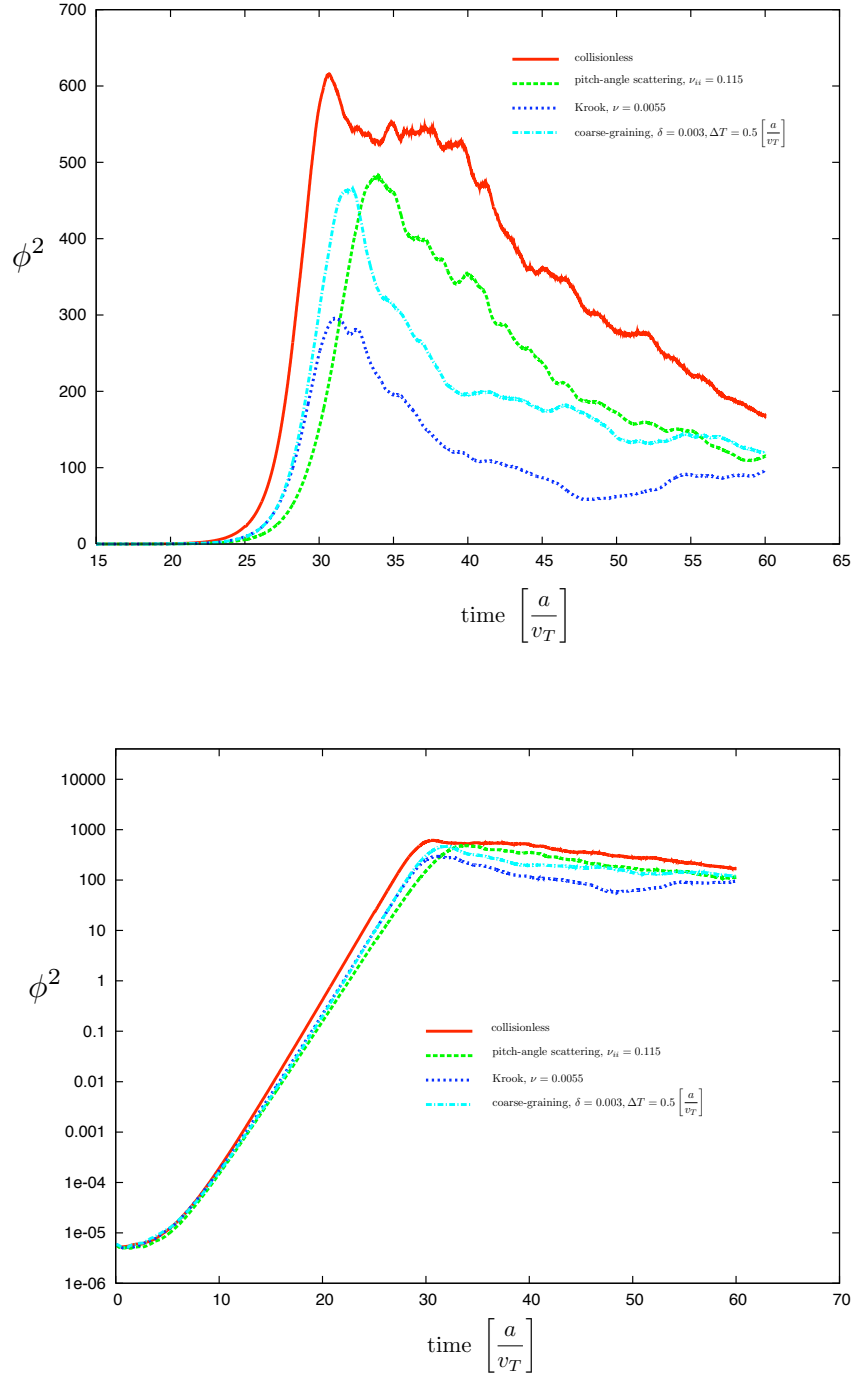 700
600
500
400
300
200
100
0
ϕ²
collisionless
pitch-angle scattering, ν_{ii} = 0.115
Krook, ν = 0.0055
coarse-graining, δ = 0.003, ΔT = 0.5 [a/v_T]
15 20 25 30 35 40 45 50 55 60 65
time [a/v_T]
10000
1000
100
10
1
0.1
0.01
0.001
1e-04
1e-05
1e-06
ϕ²
collisionless
pitch-angle scattering, ν_{ii} = 0.115
Krook, ν = 0.0055
coarse-graining, δ = 0.003, ΔT = 0.5 [a/v_T]
0 10 20 30 40 50 60 70
time [a/v_T]